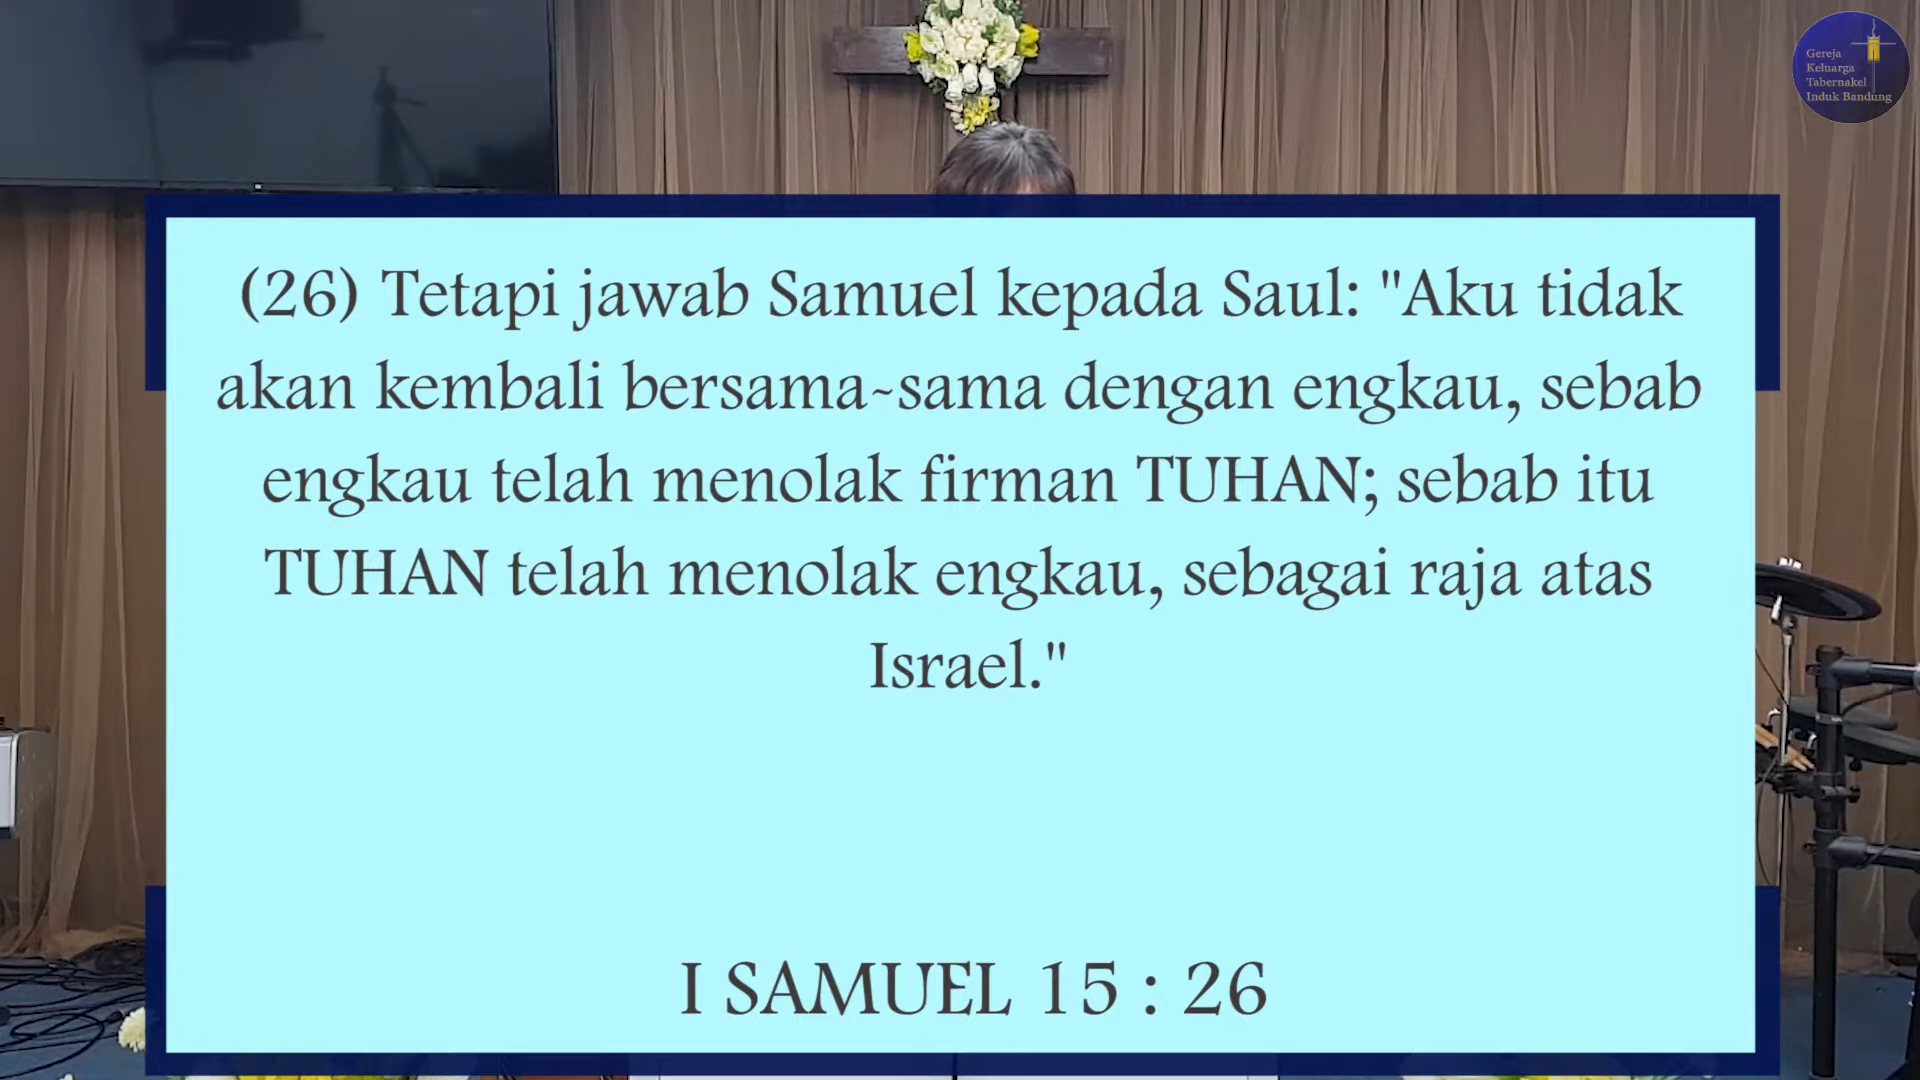 Gereja
Keluarga
Tabernakel
Induk Bandung
(26) Tetapi jawab Samuel kepada Saul: "Aku tidak
akan kembali bersama-sama dengan engkau, sebab
engkau telah menolak firman TUHAN; sebab itu
TUHAN telah menolak engkau, sebagai raja atas
Israel."
I SAMUEL 15 : 26